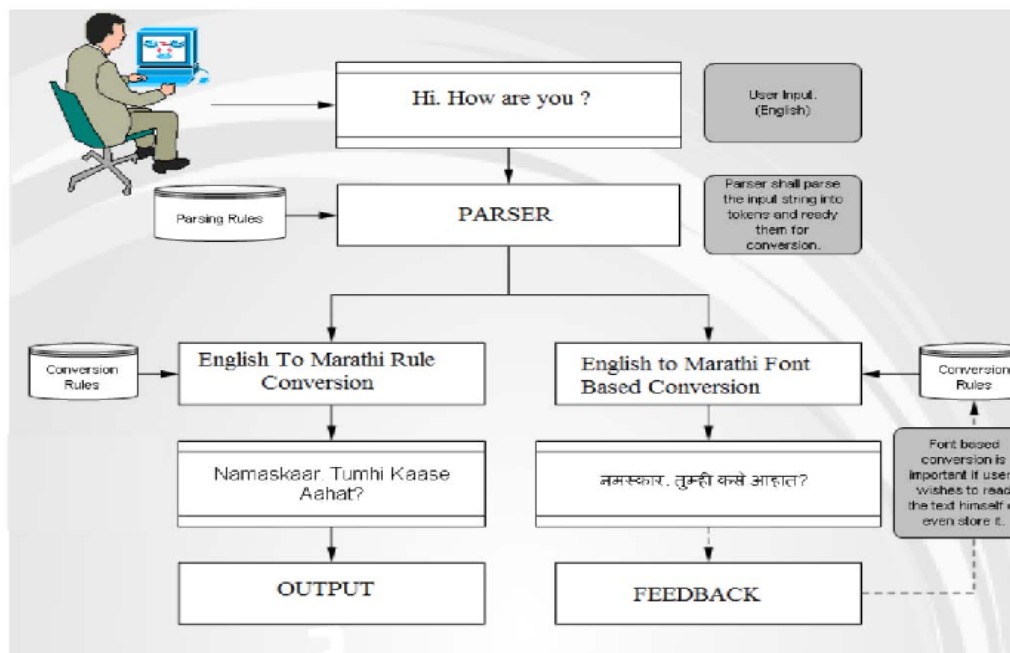 Hi. How are you ?
User Input.
(English)
Parsing Rules
PARSER
Parser shall parse
the input string into
tokens and ready
them for
conversion.
Conversion
Rules
English To Marathi Rule
Conversion
English to Marathi Font
Based Conversion
Conversion
Rules
Namaskaar. Tumhi Kaase
Aahat?
नमस्कार. तुम्ही कसे आहात?
Font based
conversion is
important if user
wishes to read
the text himself
even store it.
OUTPUT
FEEDBACK